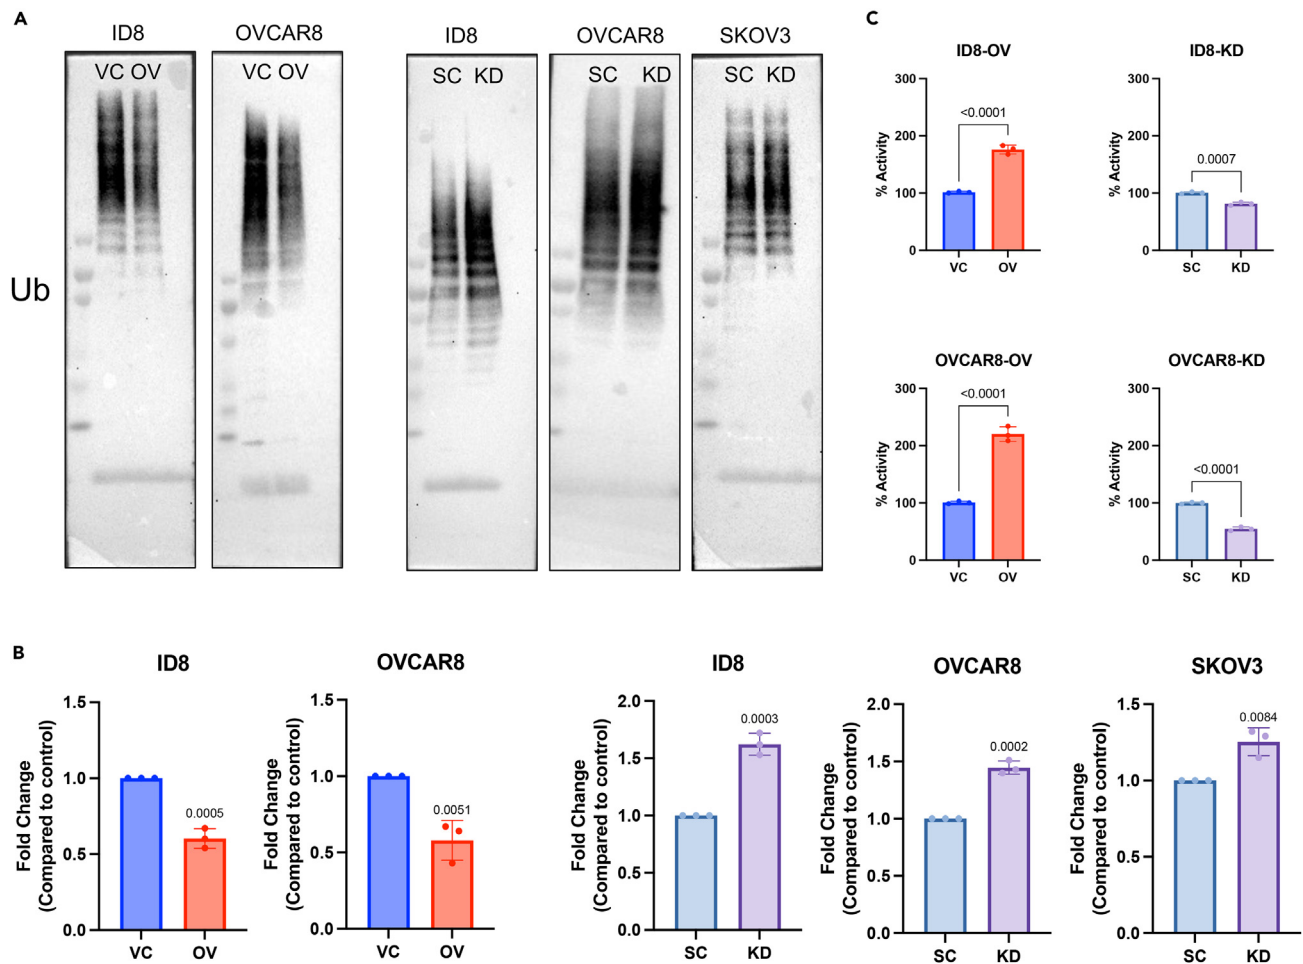 A
ID8
OVCAR8
ID8
OVCAR8
SKOV3
VC OV
VC OV
SC KD
SC KD
SC KD
Ub
C
ID8-OV
300
200
100
0
% Activity
<0.0001
VC
OV
ID8-KD
300
200
100
0
% Activity
0.0007
SC
KD
OVCAR8-OV
300
200
100
0
% Activity
<0.0001
VC
OV
OVCAR8-KD
300
200
100
0
% Activity
<0.0001
SC
KD
B
ID8
1.5
1.0
0.5
0.0
Fold Change
(Compared to control)
0.0005
VC
OV
OVCAR8
1.5
1.0
0.5
0.0
Fold Change
(Compared to control)
0.0051
VC
OV
ID8
2.0
1.5
1.0
0.5
0.0
Fold Change
(Compared to control)
0.0003
SC
KD
OVCAR8
2.0
1.5
1.0
0.5
0.0
Fold Change
(Compared to control)
0.0002
SC
KD
SKOV3
1.5
1.0
0.5
0.0
Fold Change
(Compared to control)
0.0084
SC
KD